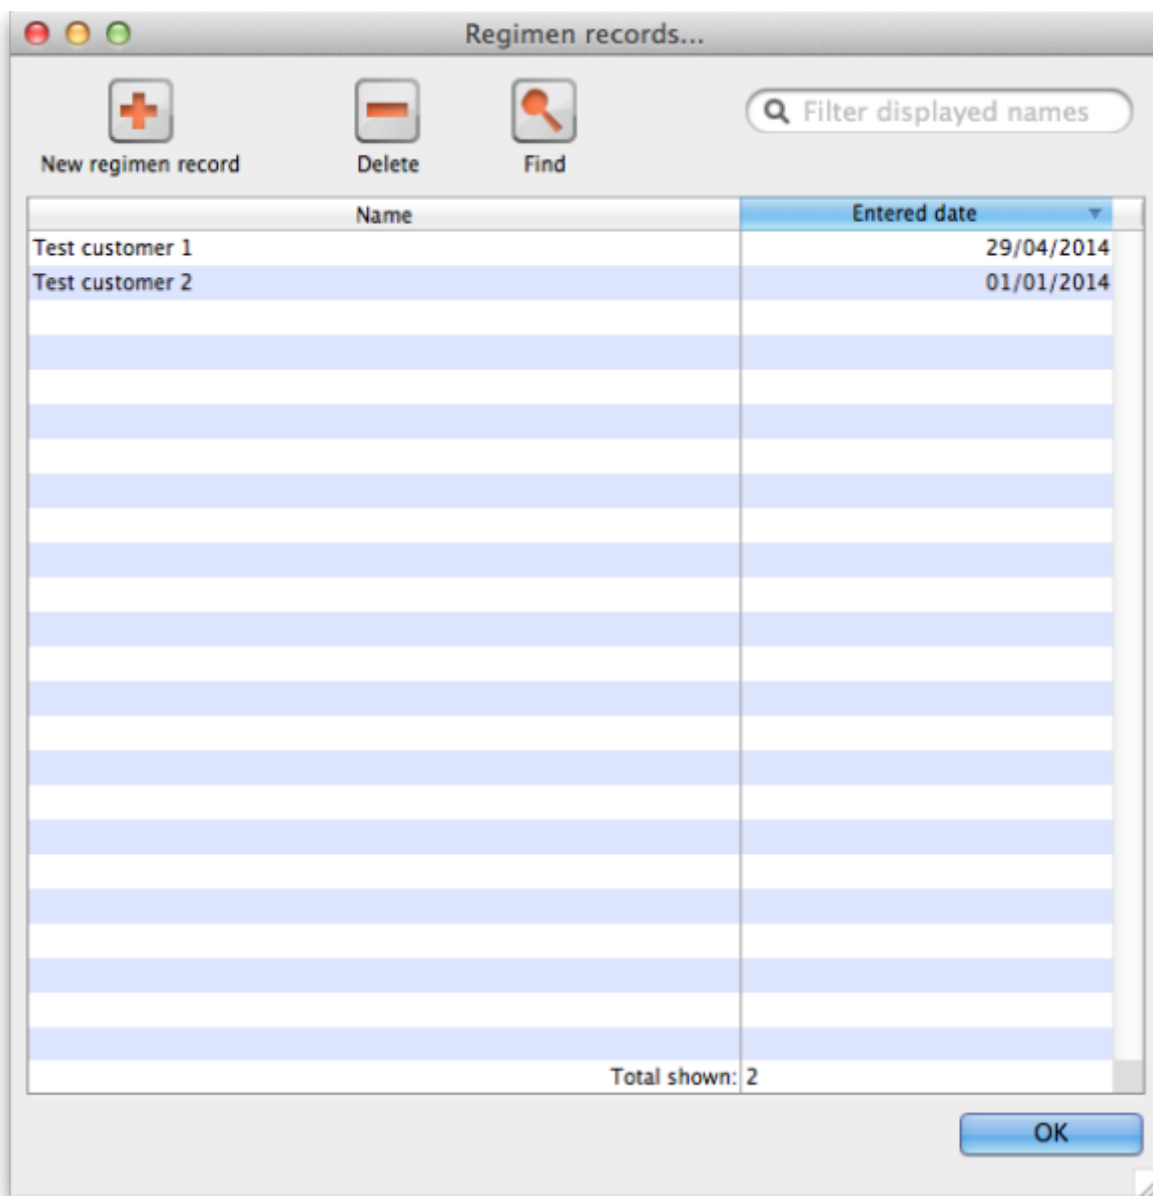 Regimen records...
Filter displayed names
New regimen record Delete Find
Name Entered date
Test customer 1 29/04/2014
Test customer 2 01/01/2014
Total shown: 2
OK